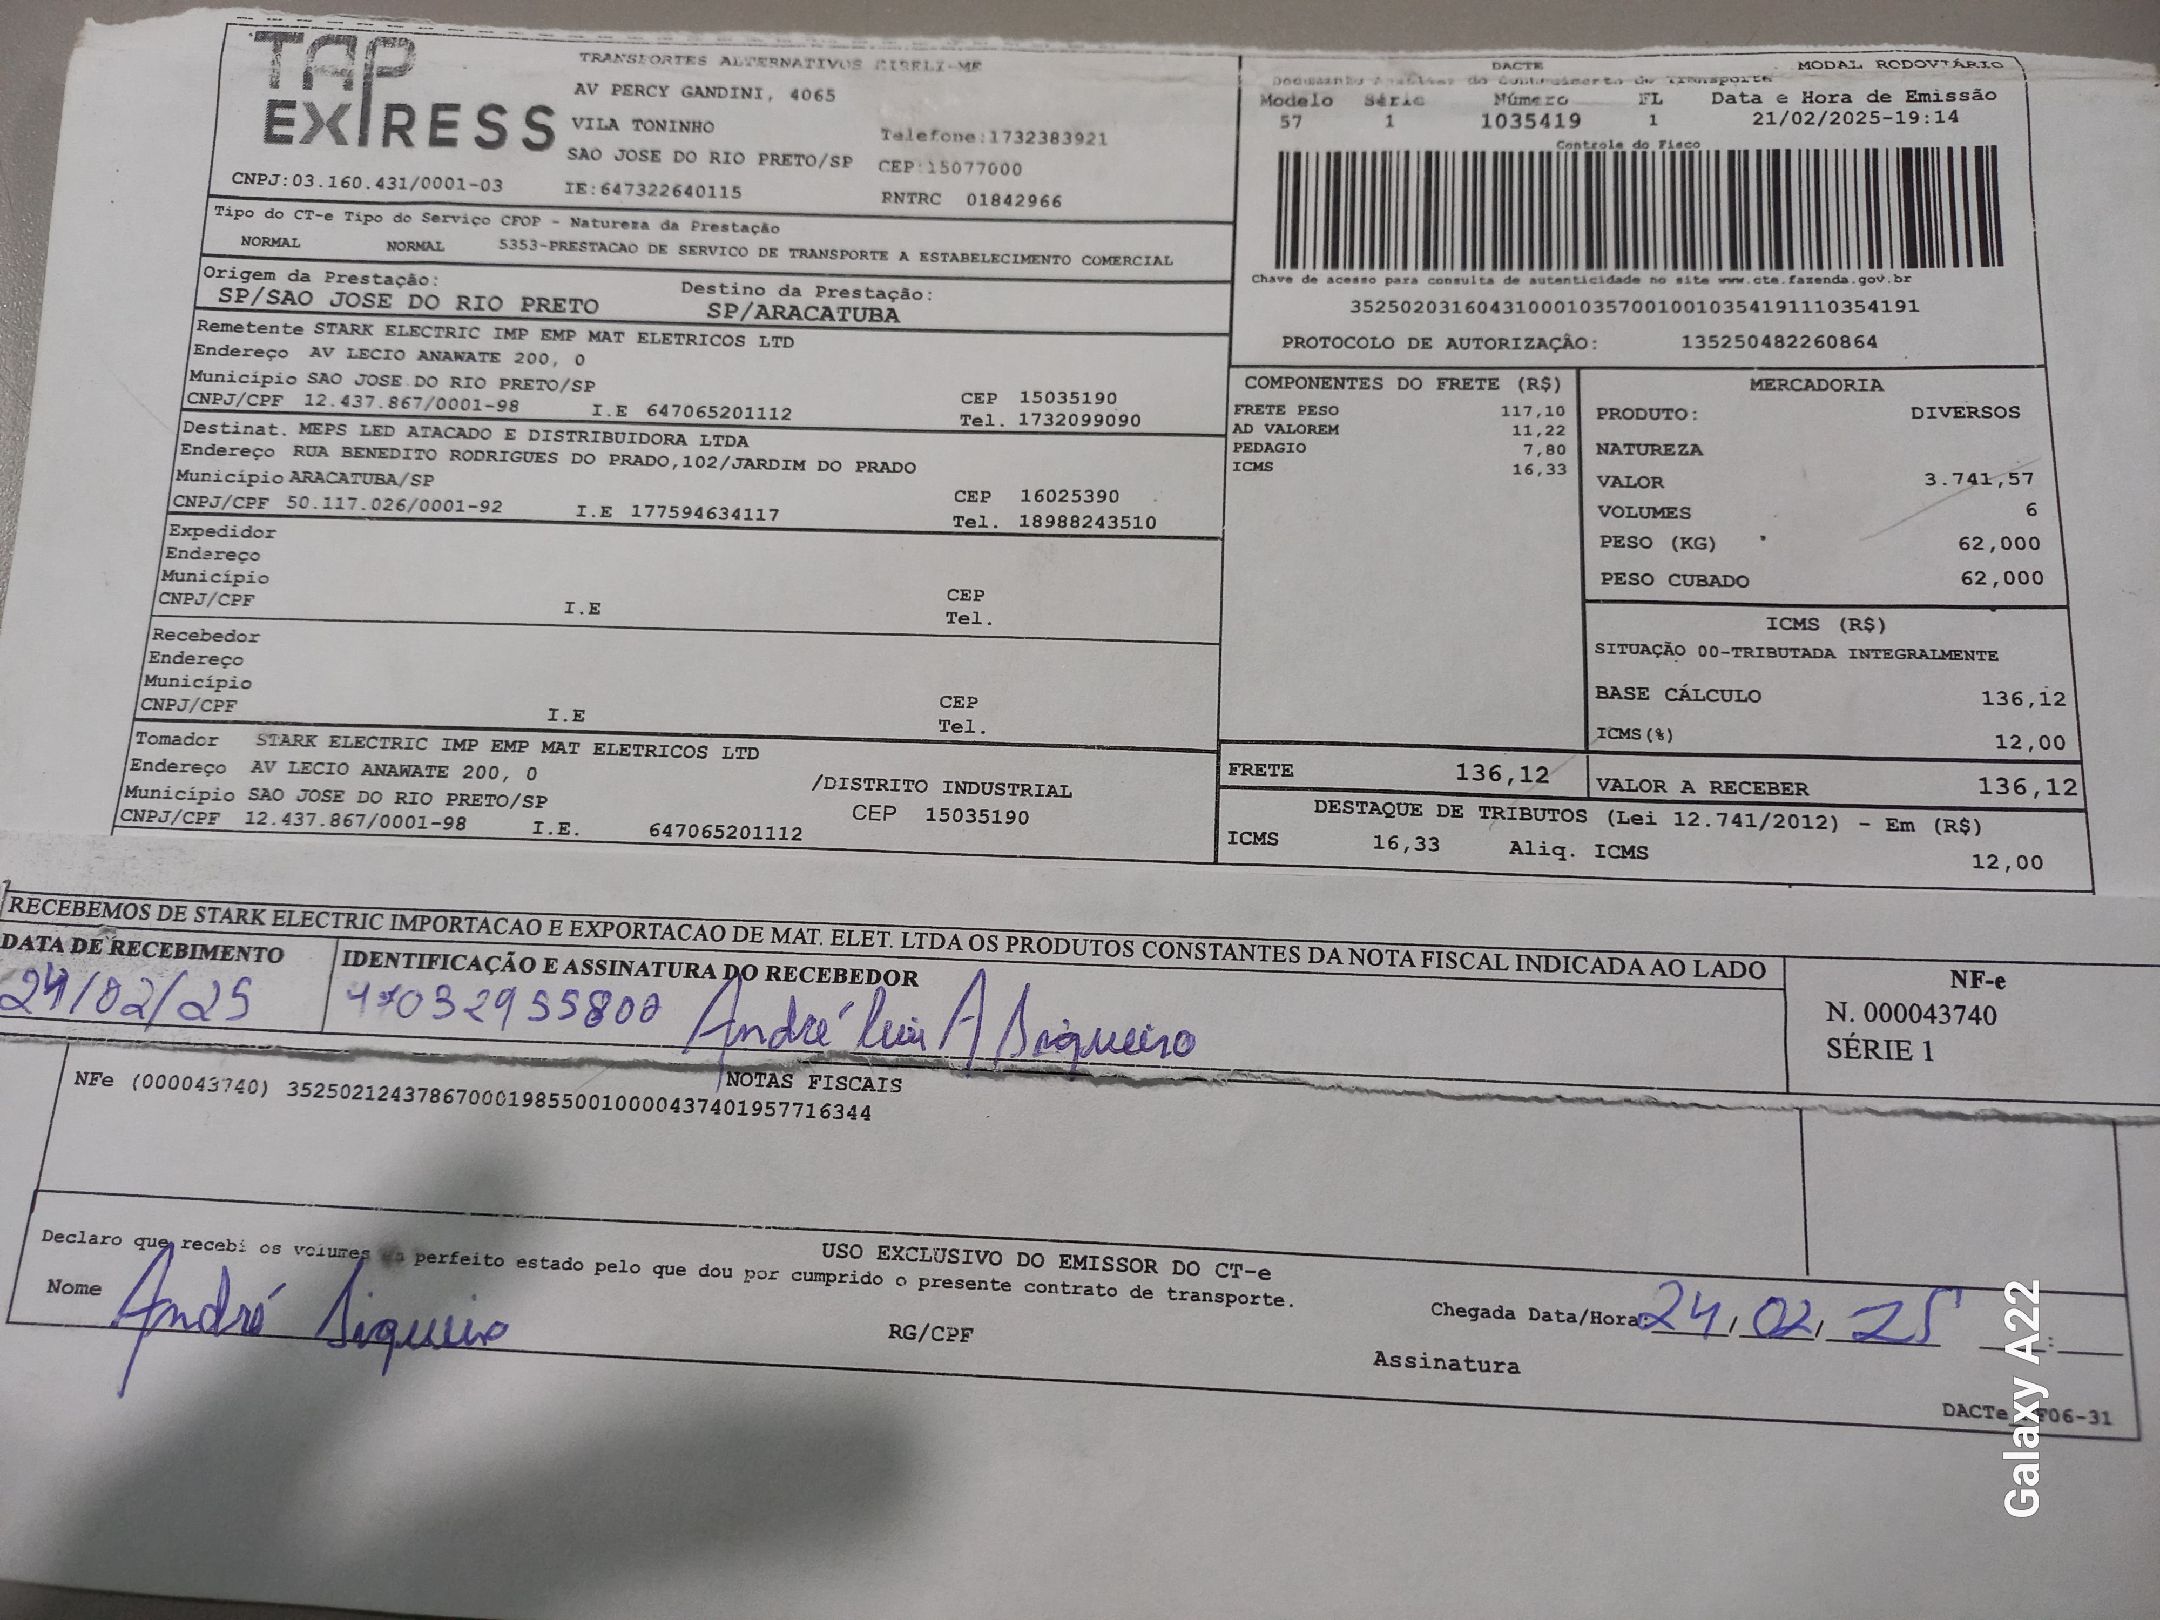 TAP EXPRESS
TRANSPORTES ALTERNATIVOS EIRELI-ME
AV PERCY GANDINI, 4065
VILA TONINHO
Telefone:1732383921
SAO JOSE DO RIO PRETO/SP CEP:15077000
CNPJ:03.160.431/0001-03 IE:647322640115 RNTRC 01842966
Tipo do CT-e Tipo do Serviço CFOP - Natureza da Prestação
NORMAL NORMAL 5353-PRESTACAO DE SERVICO DE TRANSPORTE A ESTABELECIMENTO COMERCIAL
Origem da Prestação: Destino da Prestação:
SP/SAO JOSE DO RIO PRETO SP/ARACATUBA
Remetente STARK ELECTRIC IMP EMP MAT ELETRICOS LTD
Endereço AV LECIO ANAWATE 200, 0
Município SAO JOSE DO RIO PRETO/SP CEP 15035190
CNPJ/CPF 12.437.867/0001-98 I.E 647065201112 Tel. 1732099090
Destinat. MEPS LED ATACADO E DISTRIBUIDORA LTDA
Endereço RUA BENEDITO RODRIGUES DO PRADO,102/JARDIM DO PRADO
Município ARACATUBA/SP CEP 16025390
CNPJ/CPF 50.117.026/0001-92 I.E 177594634117 Tel. 18988243510
Expedidor
Endereço
Município CEP
CNPJ/CPF I.E Tel.
Recebedor
Endereço
Município CEP
CNPJ/CPF I.E Tel.
Tomador STARK ELECTRIC IMP EMP MAT ELETRICOS LTD
Endereço AV LECIO ANAWATE 200, 0 /DISTRITO INDUSTRIAL
Município SAO JOSE DO RIO PRETO/SP CEP 15035190
CNPJ/CPF 12.437.867/0001-98 I.E. 647065201112
DACTE MODAL RODOVIÁRIO
Documento Auxiliar do Conhecimento de Transporte
Modelo Série Número FL Data e Hora de Emissão
57 1 1035419 1 21/02/2025-19:14
Controle do Fisco
Chave de acesso para consulta de autenticidade no site www.cte.fazenda.gov.br
35250203160431000103570010010354191110354191
PROTOCOLO DE AUTORIZAÇÃO: 135250482260864
COMPONENTES DO FRETE (R$)
FRETE PESO 117,10
AD VALOREM 11,22
PEDAGIO 7,80
ICMS 16,33
MERCADORIA
PRODUTO: DIVERSOS
NATUREZA
VALOR 3.741,57
VOLUMES 6
PESO (KG) 62,000
PESO CUBADO 62,000
ICMS (R$)
SITUAÇÃO 00-TRIBUTADA INTEGRALMENTE
BASE CÁLCULO 136,12
ICMS(%) 12,00
FRETE 136,12 VALOR A RECEBER 136,12
DESTAQUE DE TRIBUTOS (Lei 12.741/2012) - Em (R$)
ICMS 16,33 Aliq. ICMS 12,00
RECEBEMOS DE STARK ELECTRIC IMPORTACAO E EXPORTACAO DE MAT. ELET. LTDA OS PRODUTOS CONSTANTES DA NOTA FISCAL INDICADA AO LADO
DATA DE RECEBIMENTO IDENTIFICAÇÃO E ASSINATURA DO RECEBEDOR
24/02/25 André Luis A Siqueira
NF-e
N. 000043740
SÉRIE 1
NOTAS FISCAIS
NFe (000043740) 35250212437867000198550010000437401957716344
USO EXCLUSIVO DO EMISSOR DO CT-e
Declaro que recebi os volumes em perfeito estado pelo que dou por cumprido o presente contrato de transporte.
Nome André Siqueira RG/CPF Chegada Data/Hora: 24/02/25 :
Assinatura
DACTe F06-31
Galaxy A22